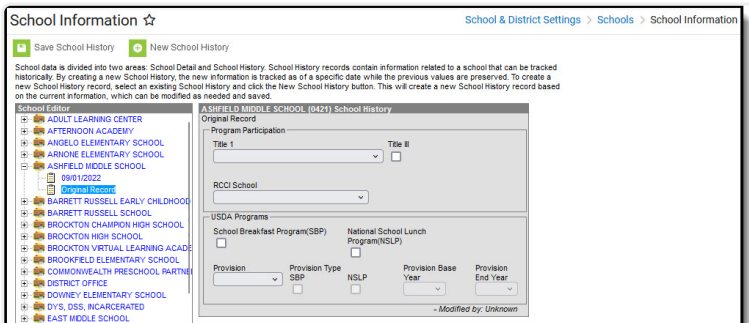 School Information ☆
School & District Settings > Schools > School Information
Save School History
New School History
School data is divided into two areas: School Detail and School History. School History records contain information related to a school that can be tracked
historically. By creating a new School History, the new information is tracked as of a specific date while the previous values are preserved. To create a
new School History record, select an existing School History and click the New School History button. This will create a new School History record based
on the current information, which can be modified as needed and saved.
School Editor
ADULT LEARNING CENTER
AFTERNOON ACADEMY
ANGELO ELEMENTARY SCHOOL
ARNONE ELEMENTARY SCHOOL
ASHFIELD MIDDLE SCHOOL
09/01/2022
Original Record
BARRETT RUSSELL EARLY CHILDHOOD
BARRETT RUSSELL SCHOOL
BROCKTON CHAMPION HIGH SCHOOL
BROCKTON HIGH SCHOOL
BROCKTON VIRTUAL LEARNING ACADE
BROOKFIELD ELEMENTARY SCHOOL
COMMONWEALTH PRESCHOOL PARTNE
DISTRICT OFFICE
DOWNEY ELEMENTARY SCHOOL
DYS, DSS, INCARCERATED
EAST MIDDLE SCHOOL
ASHFIELD MIDDLE SCHOOL (0421) School History
Original Record
Program Participation
Title 1
Title III
RCCI School
USDA Programs
School Breakfast Program(SBP)
National School Lunch
Program(NSLP)
Provision
Provision Type
SBP
NSLP
Provision Base
Year
Provision
End Year
- Modified by: Unknown